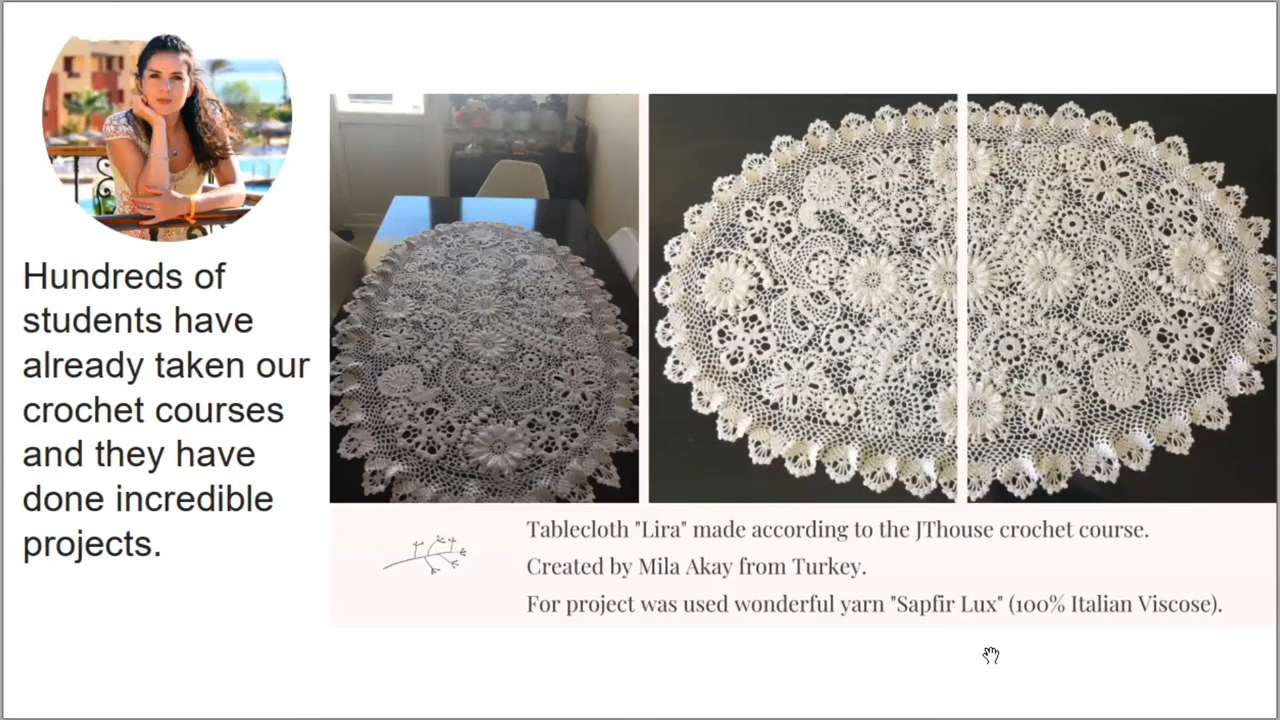 Hundreds of
students have
already taken our
crochet courses
and they have
done incredible
projects.
Tablecloth "Lira" made according to the JThouse crochet course.
Created by Mila Akay from Turkey.
For project was used wonderful yarn "Sapfir Lux" (100% Italian Viscose).